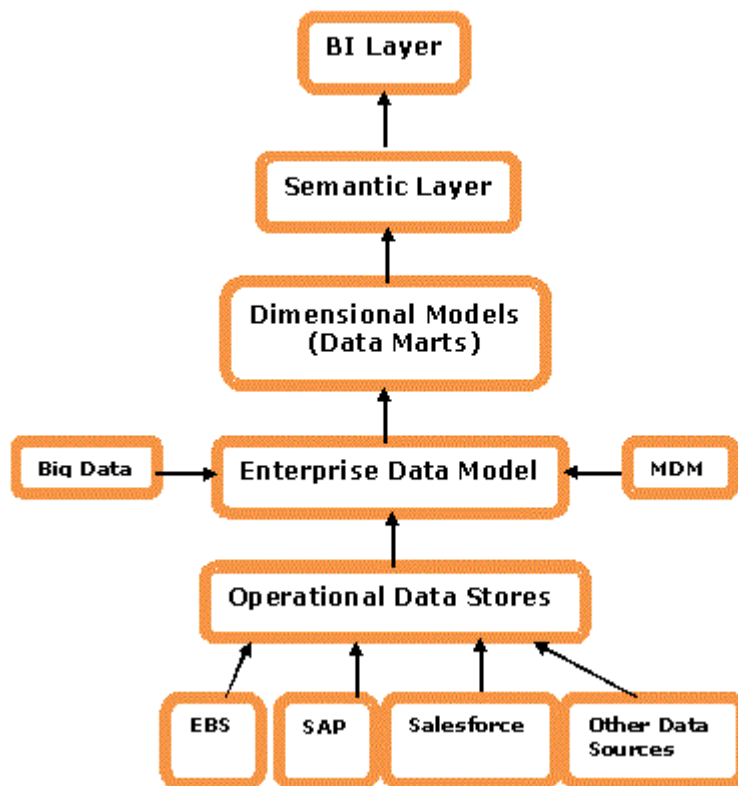 BI Layer
Semantic Layer
Dimensional Models
(Data Marts)
Big Data
Enterprise Data Model
MDM
Operational Data Stores
EBS
SAP
Salesforce
Other Data
Sources